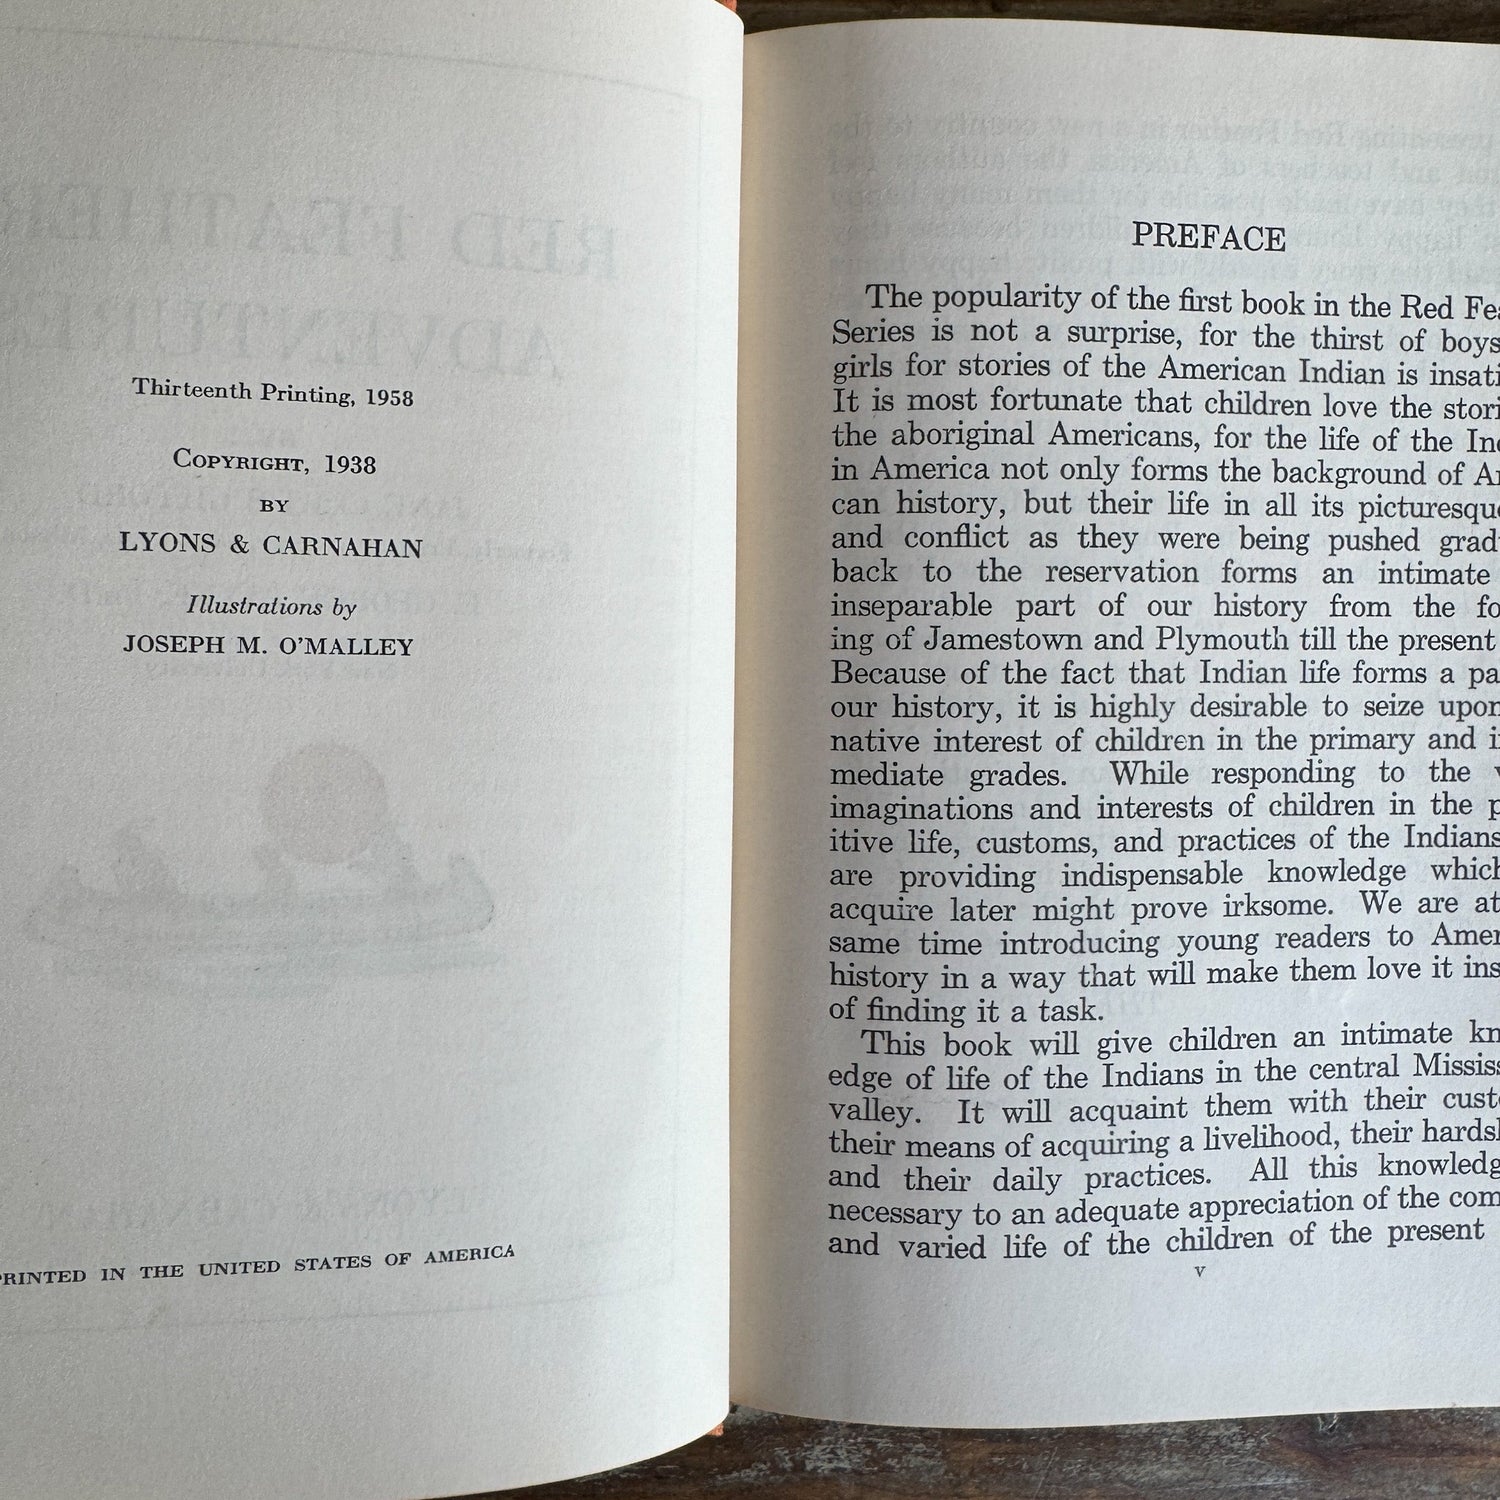 Thirteenth Printing, 1958
COPYRIGHT, 1938
BY
LYONS & CARNAHAN
Illustrations by
JOSEPH M. O'MALLEY
PRINTED IN THE UNITED STATES OF AMERICA
PREFACE
The popularity of the first book in the Red Fea
Series is not a surprise, for the thirst of boys
girls for stories of the American Indian is insati
It is most fortunate that children love the stori
the aboriginal Americans, for the life of the Ind
in America not only forms the background of A
can history, but their life in all its picturesque
and conflict as they were being pushed gradu
back to the reservation forms an intimate
inseparable part of our history from the fo
ing of Jamestown and Plymouth till the present
Because of the fact that Indian life forms a pa
our history, it is highly desirable to seize upon
native interest of children in the primary and i
mediate grades. While responding to the v
imaginations and interests of children in the p
itive life, customs, and practices of the Indians
are providing indispensable knowledge which
acquire later might prove irksome. We are at
same time introducing young readers to Amer
history in a way that will make them love it ins
of finding it a task.
This book will give children an intimate kn
edge of life of the Indians in the central Missis
valley. It will acquaint them with their cust
their means of acquiring a livelihood, their hards
and their daily practices. All this knowledg
necessary to an adequate appreciation of the com
and varied life of the children of the present
v